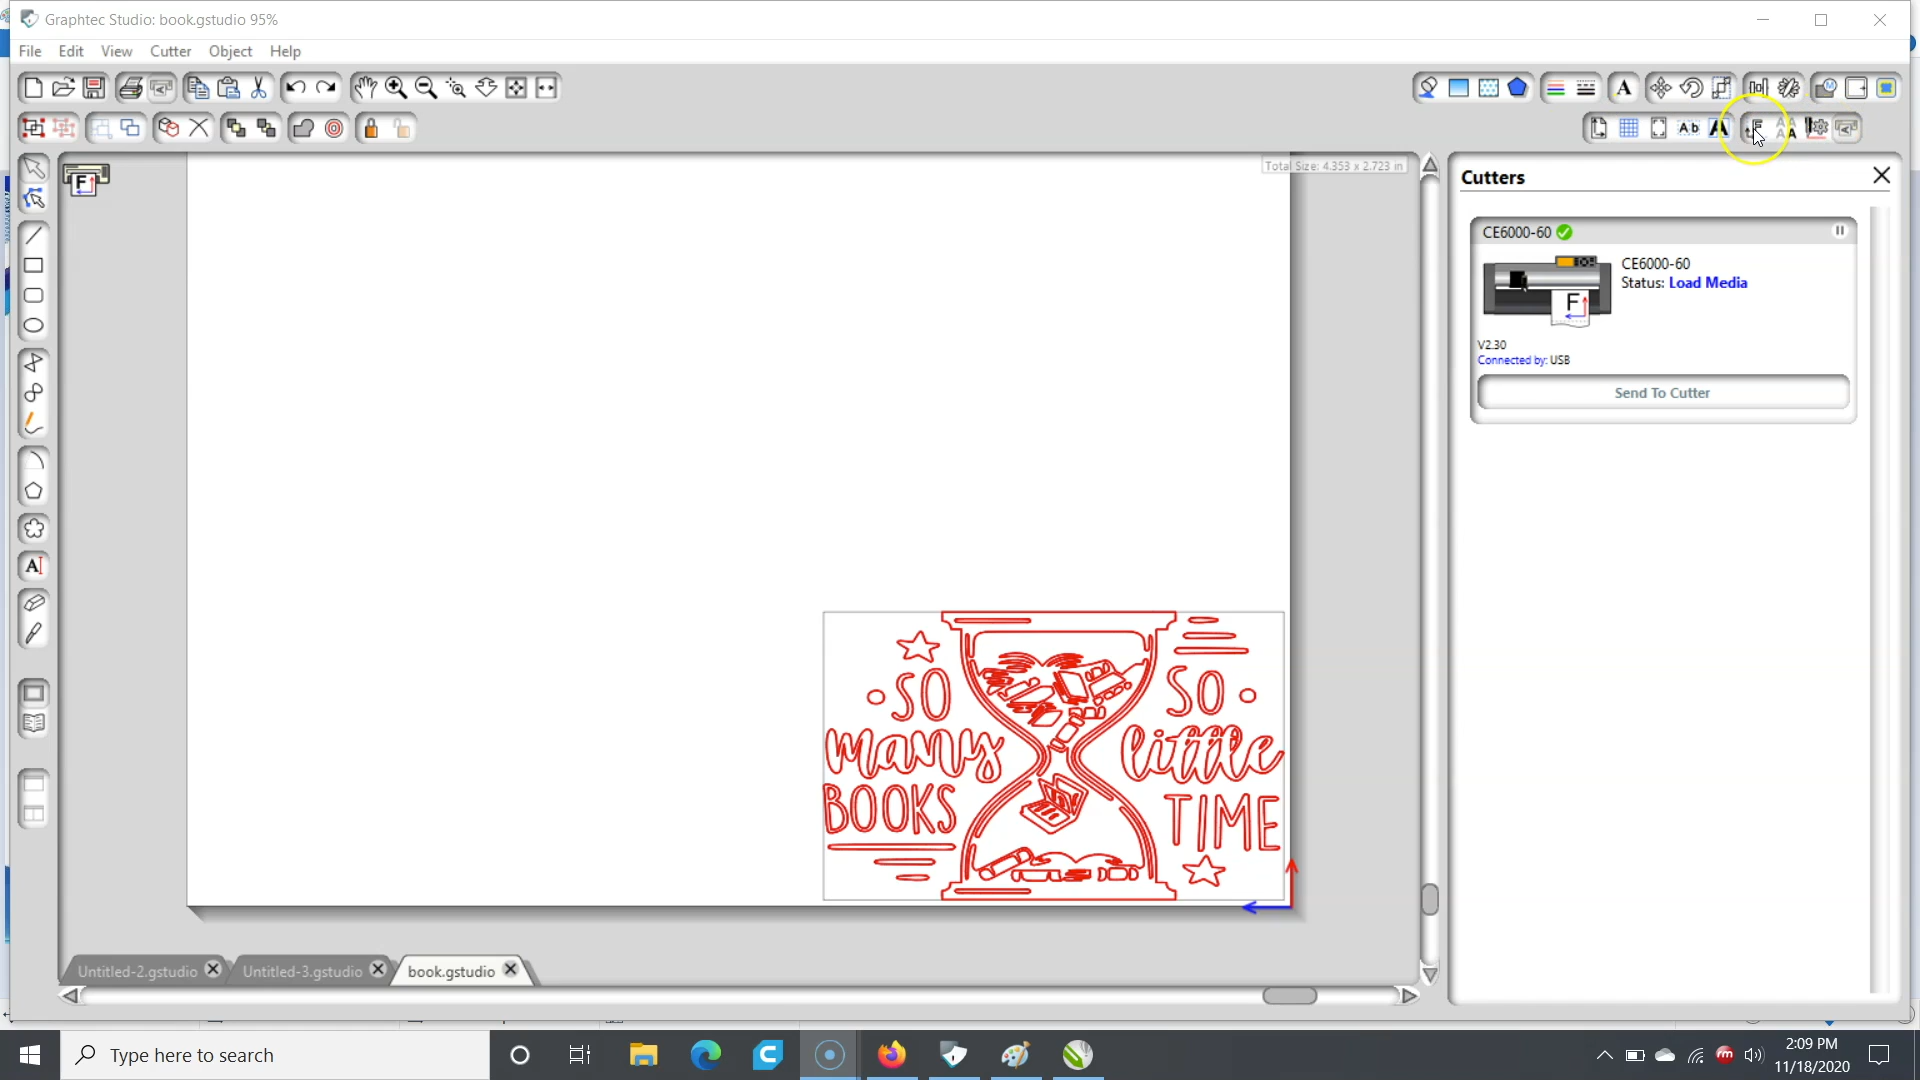 Graphtec Studio: book.gstudio 95%
File Edit View Cutter Object Help
Total Size: 4.353 x 2.723 in
Cutters
CE6000-60
CE6000-60
Status: Load Media
F
V2.30
Connected by: USB
Send To Cutter
F
SO
many
BOOKS
SO
little
TIME
Untitled-2.gstudio
Untitled-3.gstudio
book.gstudio
Type here to search
2:09 PM
11/18/2020